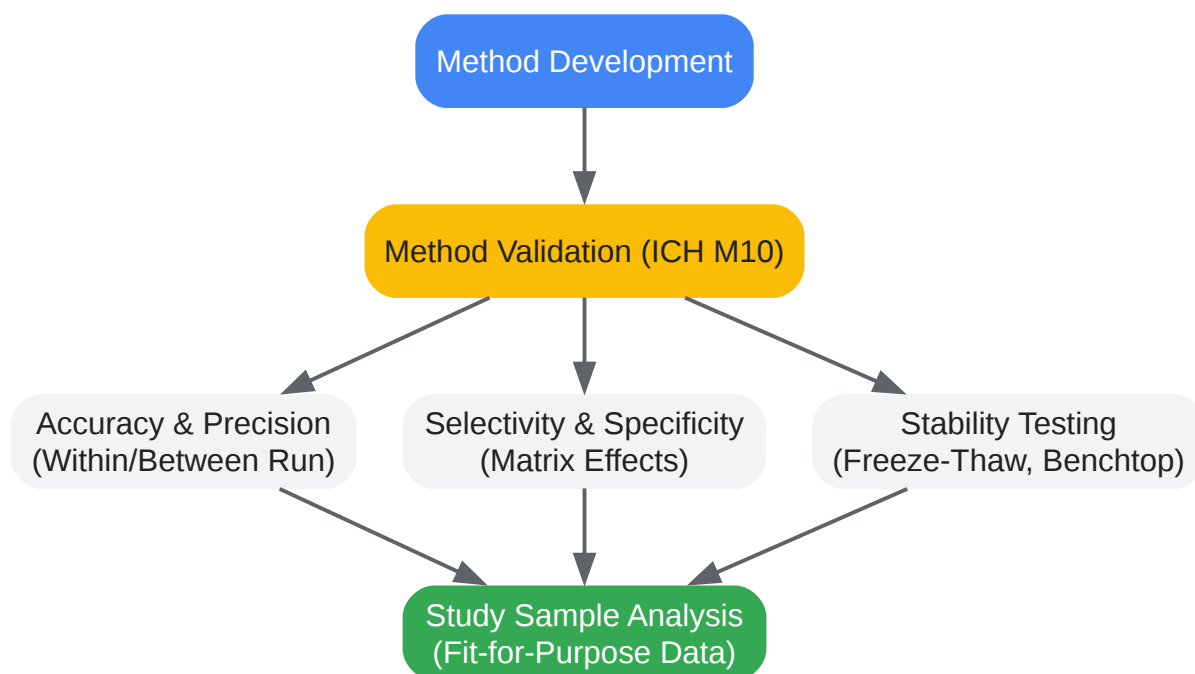 Method Development
Method Validation (ICH M10)
Accuracy & Precision
(Within/Between Run)
Selectivity & Specificity
(Matrix Effects)
Stability Testing
(Freeze-Thaw, Benchtop)
Study Sample Analysis
(Fit-for-Purpose Data)